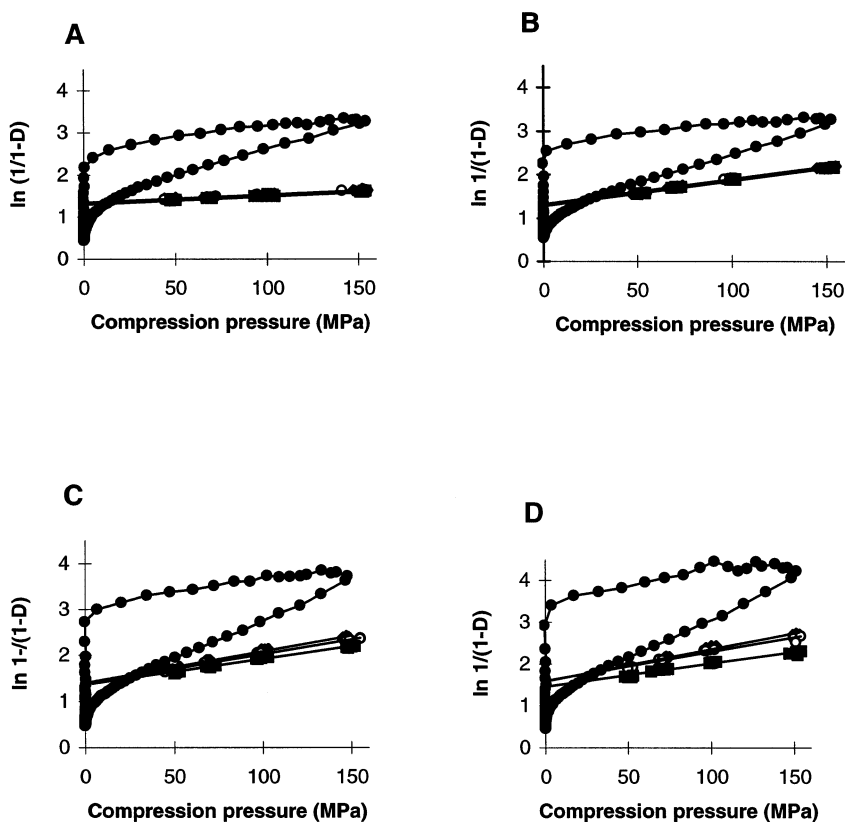 A
ln (1/1-D)
4
3
2
1
0
0 50 100 150
Compression pressure (MPa)
B
ln 1/(1-D)
4
3
2
1
0
0 50 100 150
Compression pressure (MPa)
C
ln 1-/(1-D)
4
3
2
1
0
0 50 100 150
Compression pressure (MPa)
D
ln 1/(1-D)
4
3
2
1
0
0 50 100 150
Compression pressure (MPa)